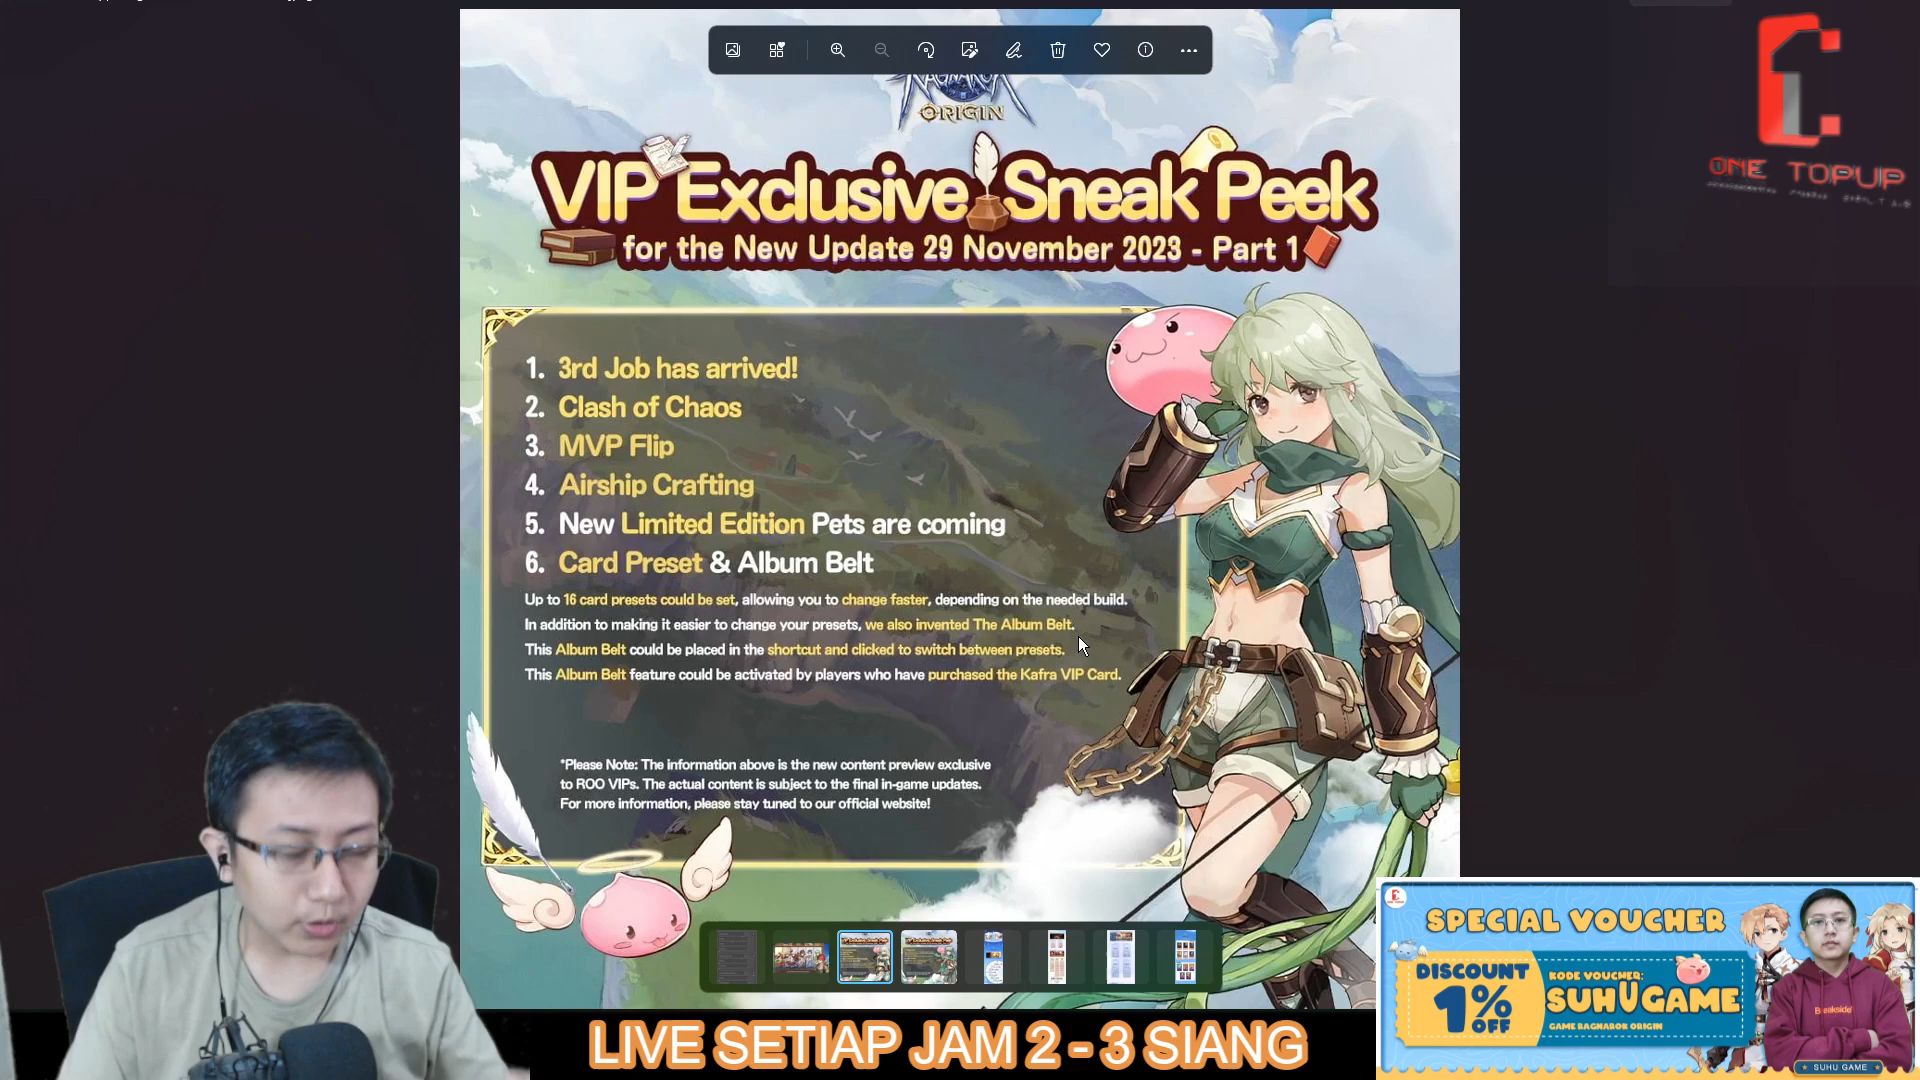 ONE TOPUP
RAGNAROK
ORIGIN
VIP Exclusive Sneak Peek
for the New Update 29 November 2023 - Part 1
1. 3rd Job has arrived!
2. Clash of Chaos
3. MVP Flip
4. Airship Crafting
5. New Limited Edition Pets are coming
6. Card Preset & Album Belt
Up to 16 card presets could be set, allowing you to change faster, depending on the needed build.
In addition to making it easier to change your presets, we also invented The Album Belt.
This Album Belt could be placed in the shortcut and clicked to switch between presets.
This Album Belt feature could be activated by players who have purchased the Kafra VIP Card.
*Please Note: The information above is the new content preview exclusive
to ROO VIPs. The actual content is subject to the final in-game updates.
For more information, please stay tuned to our official website!
LIVE SETIAP JAM 2 - 3 SIANG
SPECIAL VOUCHER
DISCOUNT
1% OFF
KODE VOUCHER:
SUHUGAME
GAME RAGNAROK ORIGIN
SUHU GAME